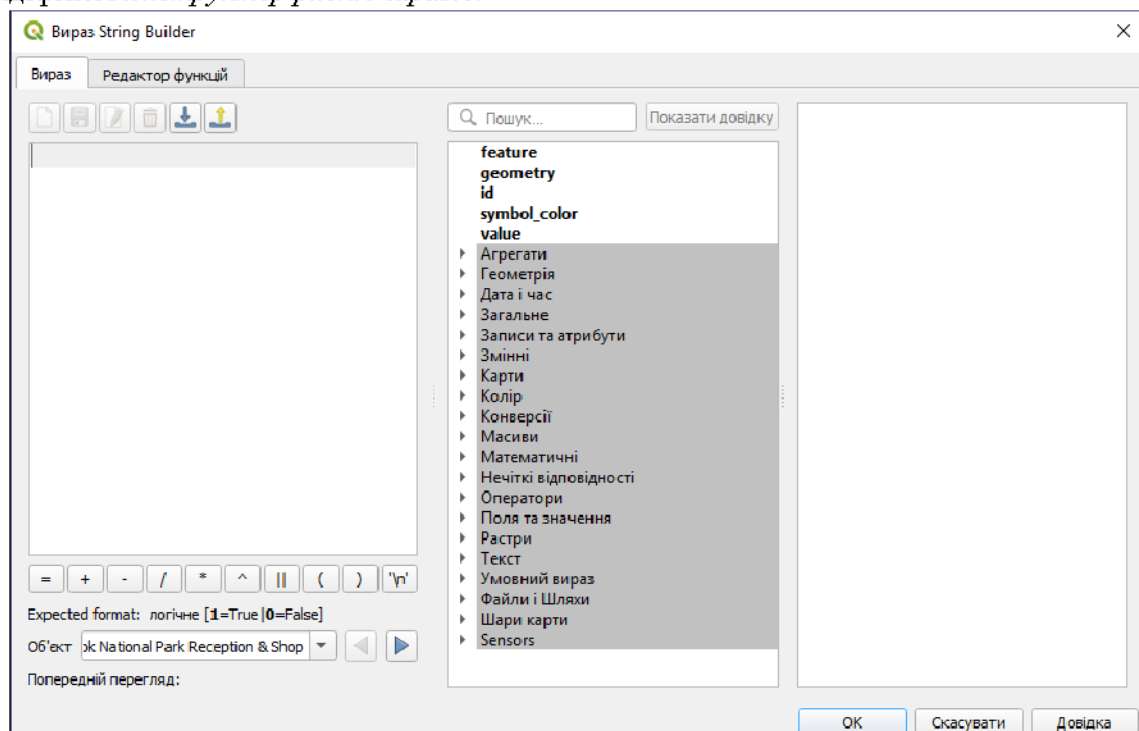 Вираз String Builder
Вираз
Редактор функцій
Пошук...
Показати довідку
feature
geometry
id
symbol_color
value
Агрегати
Геометрія
Дата і час
Загальне
Записи та атрибути
Змінні
Карти
Колір
Конверсії
Масиви
Математичні
Нечіткі відповідності
Оператори
Поля та значення
Растри
Текст
Умовний вираз
Файли і Шляхи
Шари карти
Sensors
= + - / * ^ || ( ) '\n'
Expected format: логічне [1=True|0=False]
Об'єкт ok National Park Reception & Shop
Попередній перегляд:
OK Скасувати Довідка